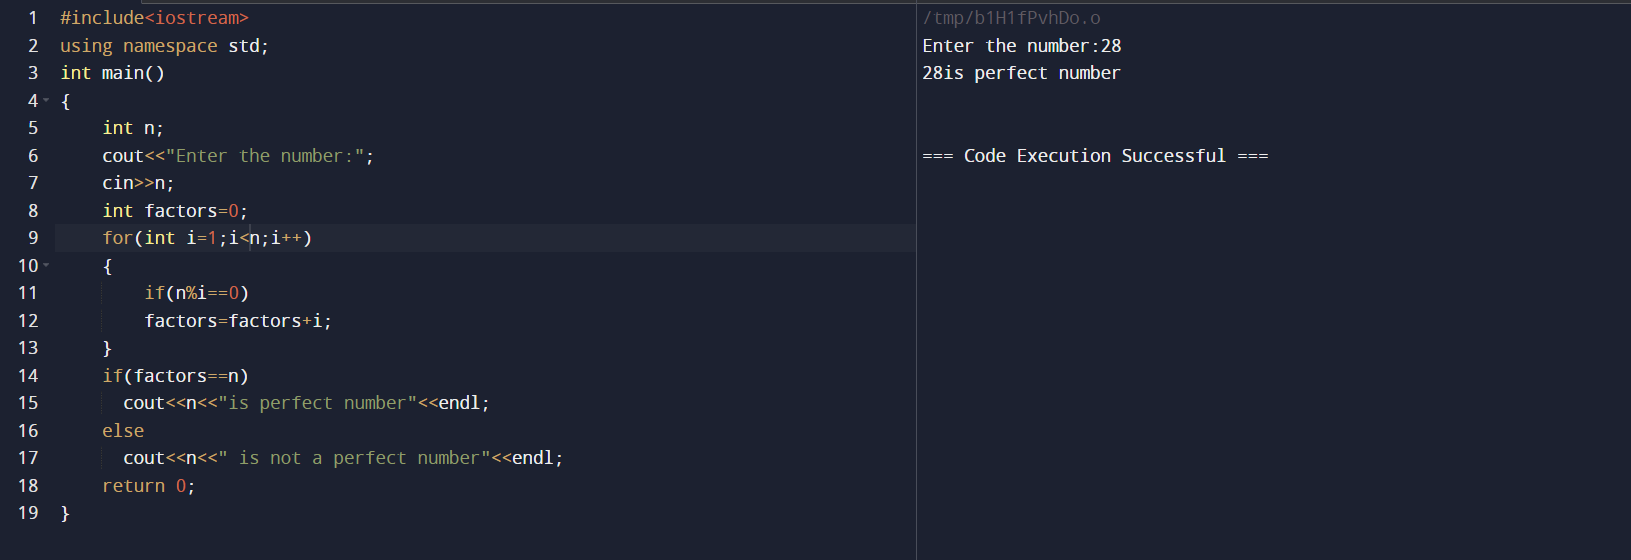 1 #include<iostream>
2 using namespace std;
3 int main()
4 {
5     int n;
6     cout<<"Enter the number:";
7     cin>>n;
8     int factors=0;
9     for(int i=1;i<n;i++)
10     {
11         if(n%i==0)
12         factors=factors+i;
13     }
14     if(factors==n)
15       cout<<n<<"is perfect number"<<endl;
16     else
17       cout<<n<<" is not a perfect number"<<endl;
18     return 0;
19 }
/tmp/b1H1fPvhDo.o
Enter the number:28
28is perfect number
=== Code Execution Successful ===